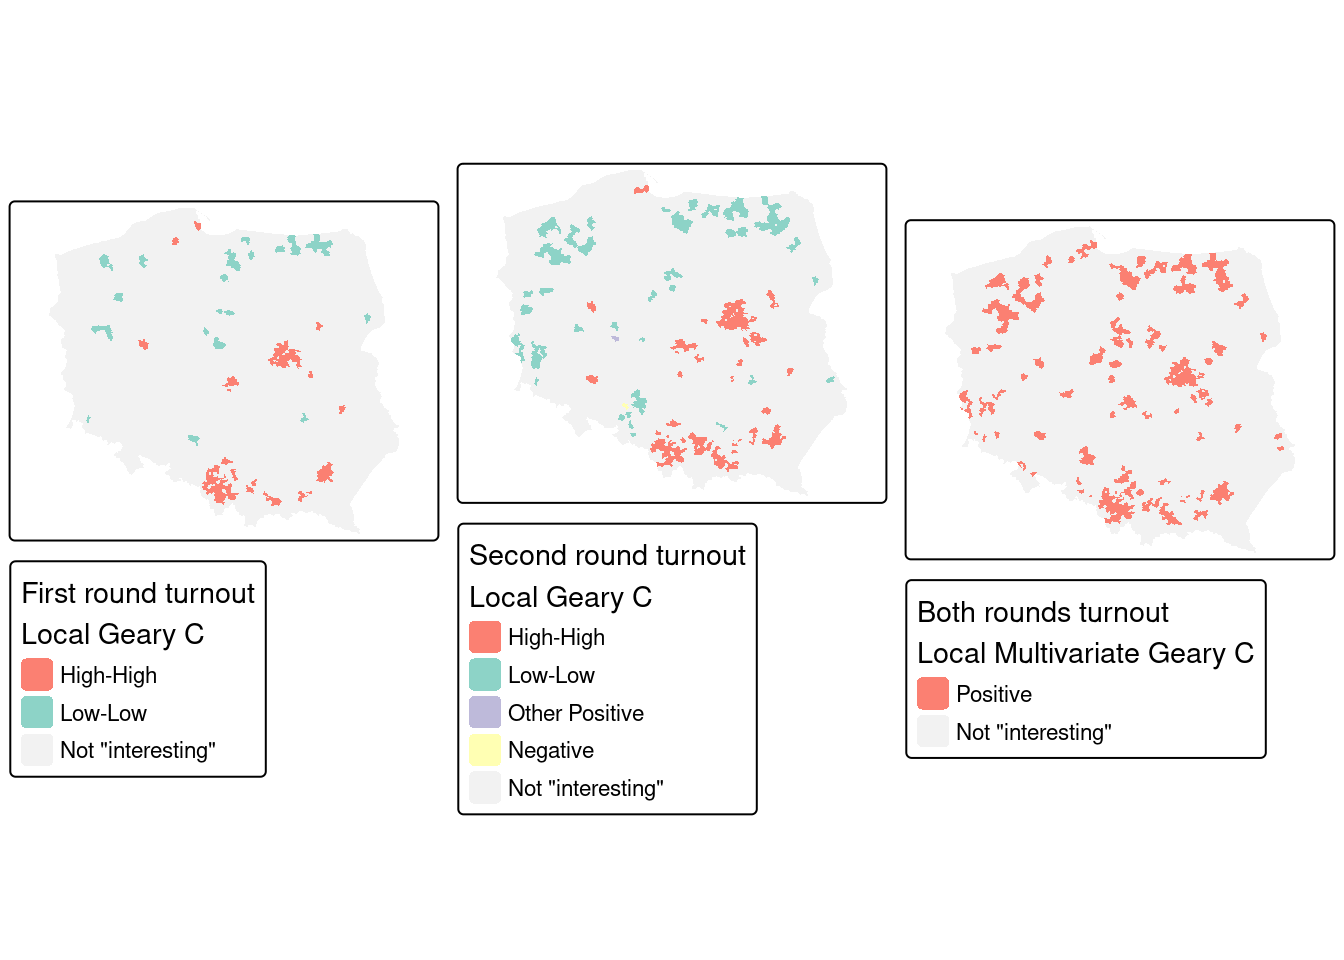 First round turnout
Local Geary C
High-High
Low-Low
Not "interesting"
Second round turnout
Local Geary C
High-High
Low-Low
Other Positive
Negative
Not "interesting"
Both rounds turnout
Local Multivariate Geary C
Positive
Not "interesting"